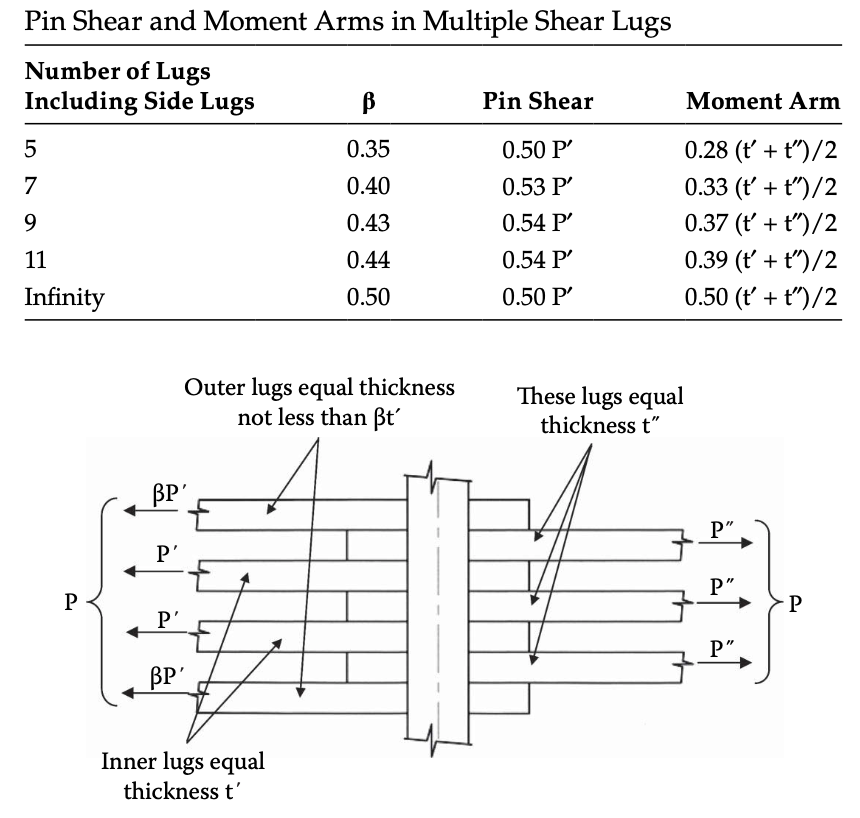 Pin Shear and Moment Arms in Multiple Shear Lugs
Number of Lugs
Including Side Lugs β Pin Shear Moment Arm
5 0.35 0.50 P′ 0.28 (t′ + t″)/2
7 0.40 0.53 P′ 0.33 (t′ + t″)/2
9 0.43 0.54 P′ 0.37 (t′ + t″)/2
11 0.44 0.54 P′ 0.39 (t′ + t″)/2
Infinity 0.50 0.50 P′ 0.50 (t′ + t″)/2
Outer lugs equal thickness
not less than βt′
These lugs equal
thickness t″
βP′
P′
P′
βP′
P
P″
P″
P″
P
Inner lugs equal
thickness t′